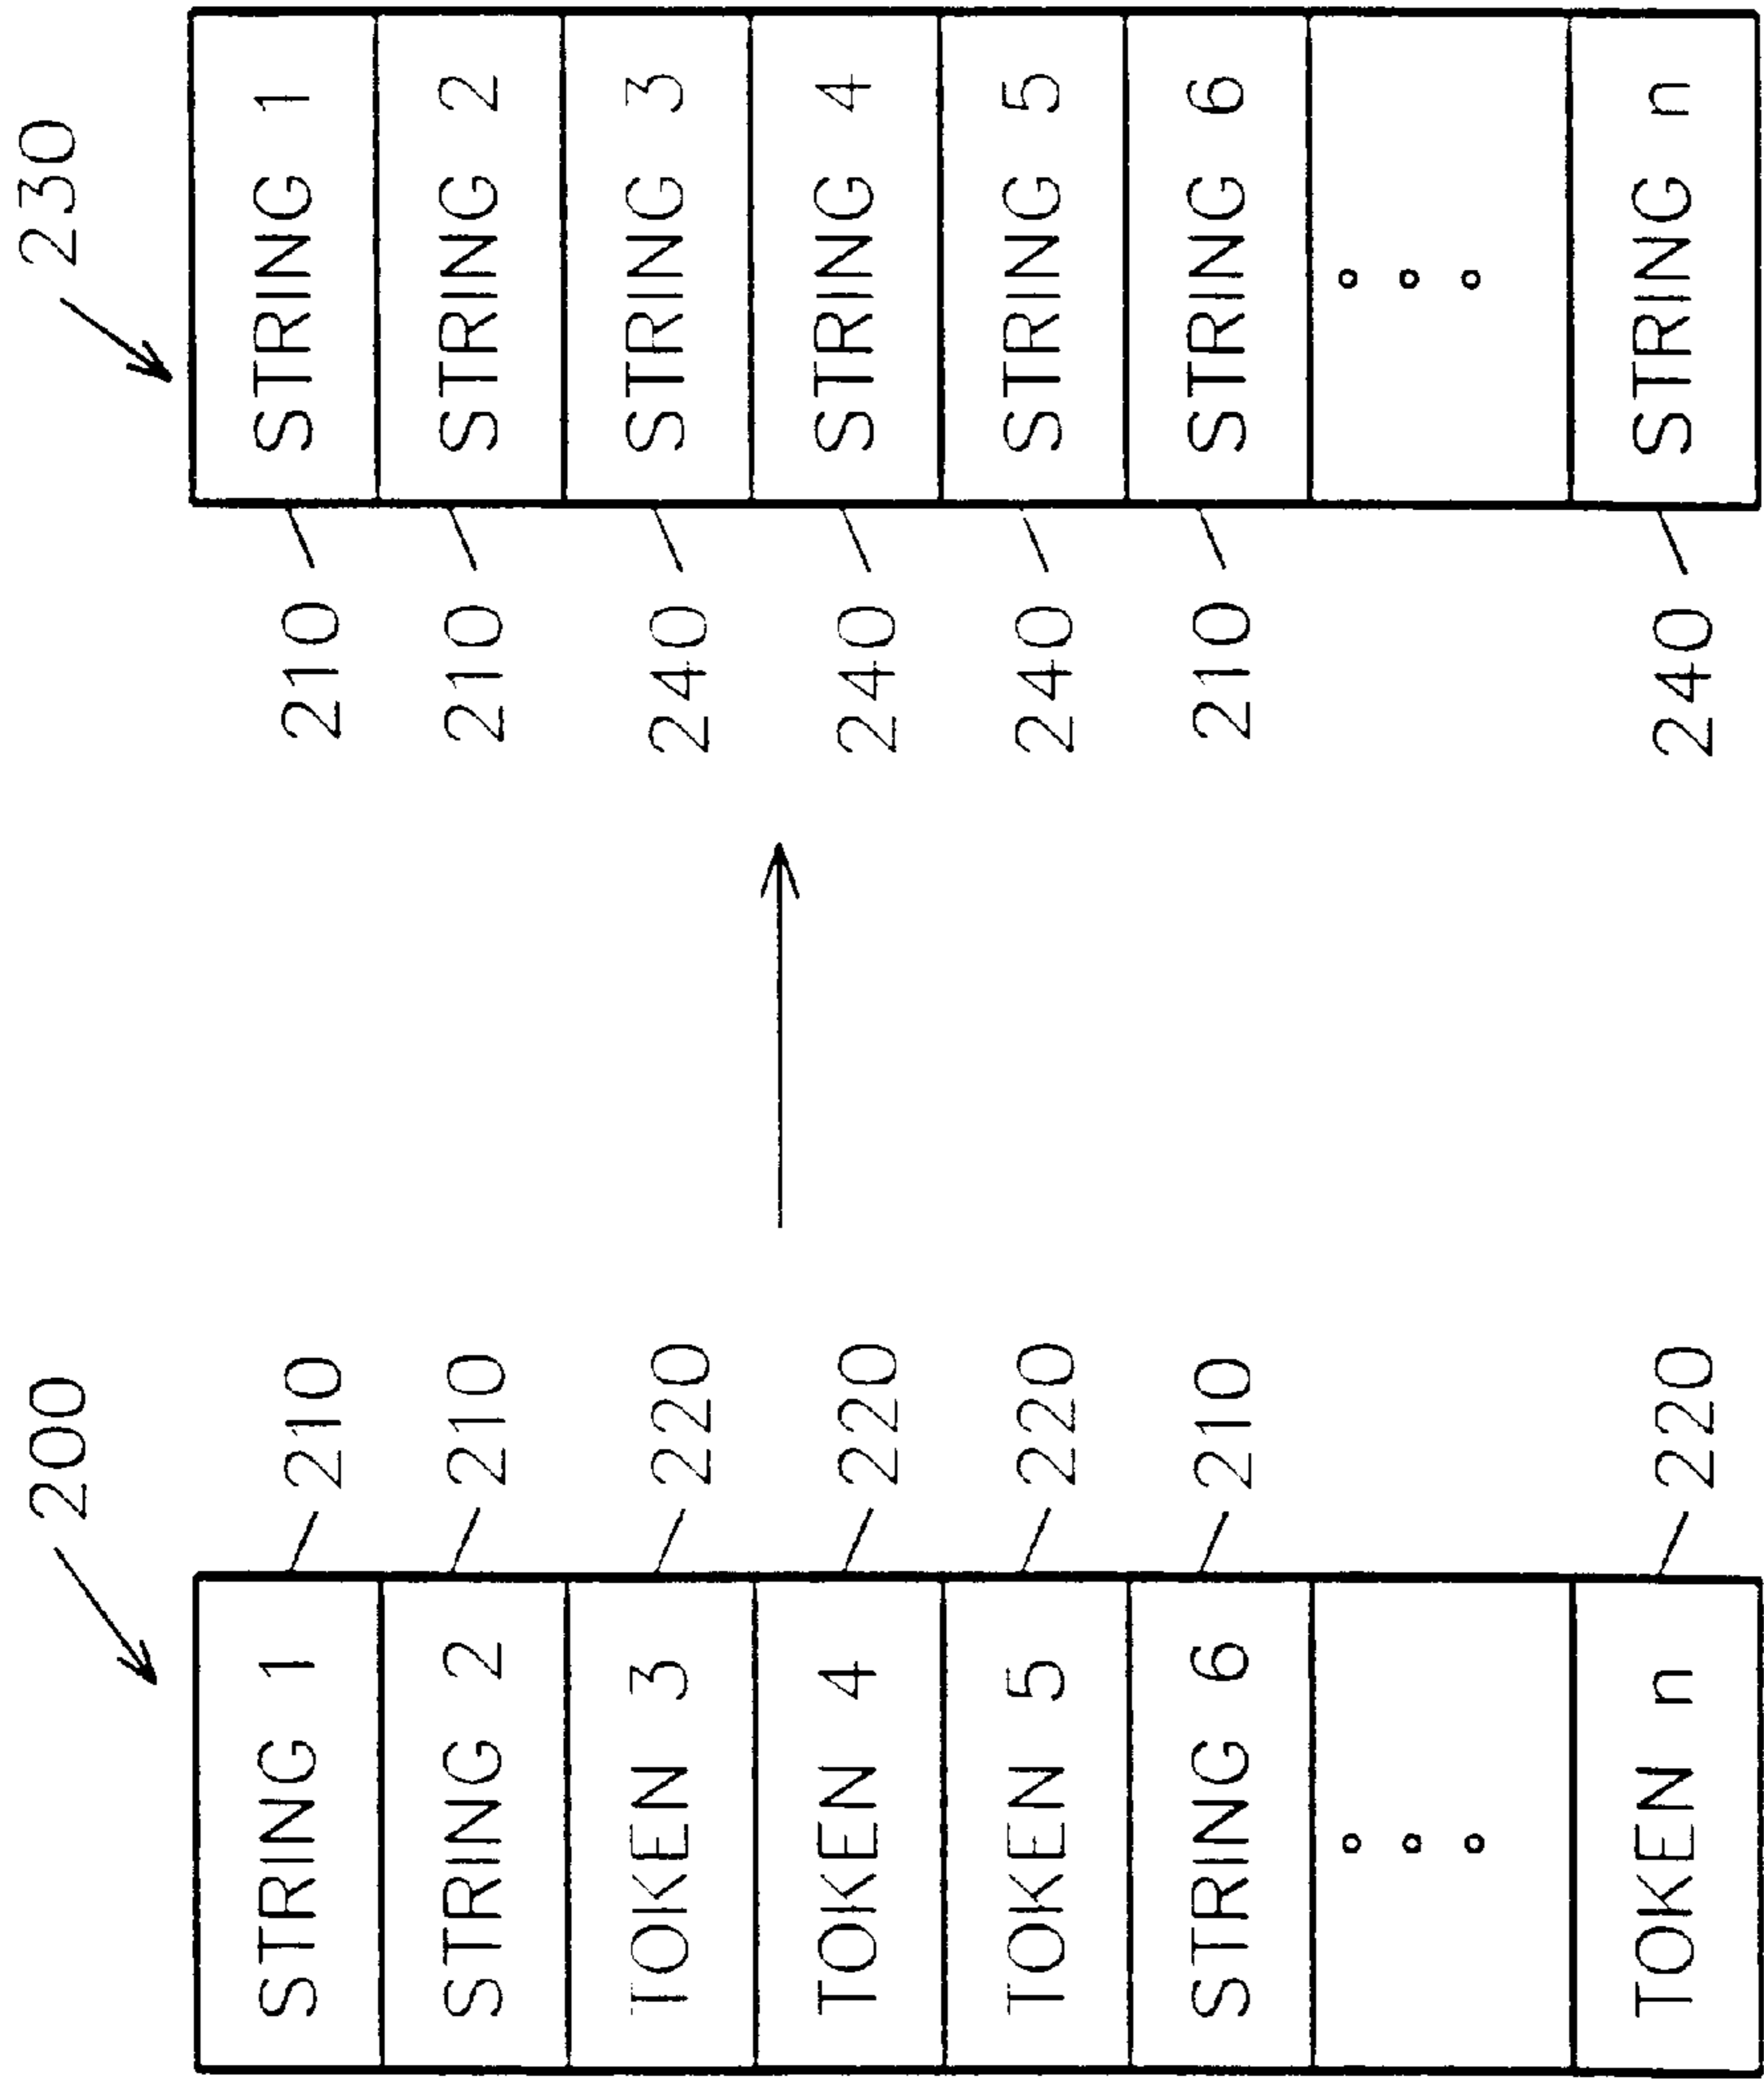 200
STRING 1
210
STRING 2
210
TOKEN 3
220
TOKEN 4
220
TOKEN 5
220
STRING 6
210
TOKEN n
220
230
210
STRING 1
210
STRING 2
240
STRING 3
240
STRING 4
240
STRING 5
210
STRING 6
240
STRING n